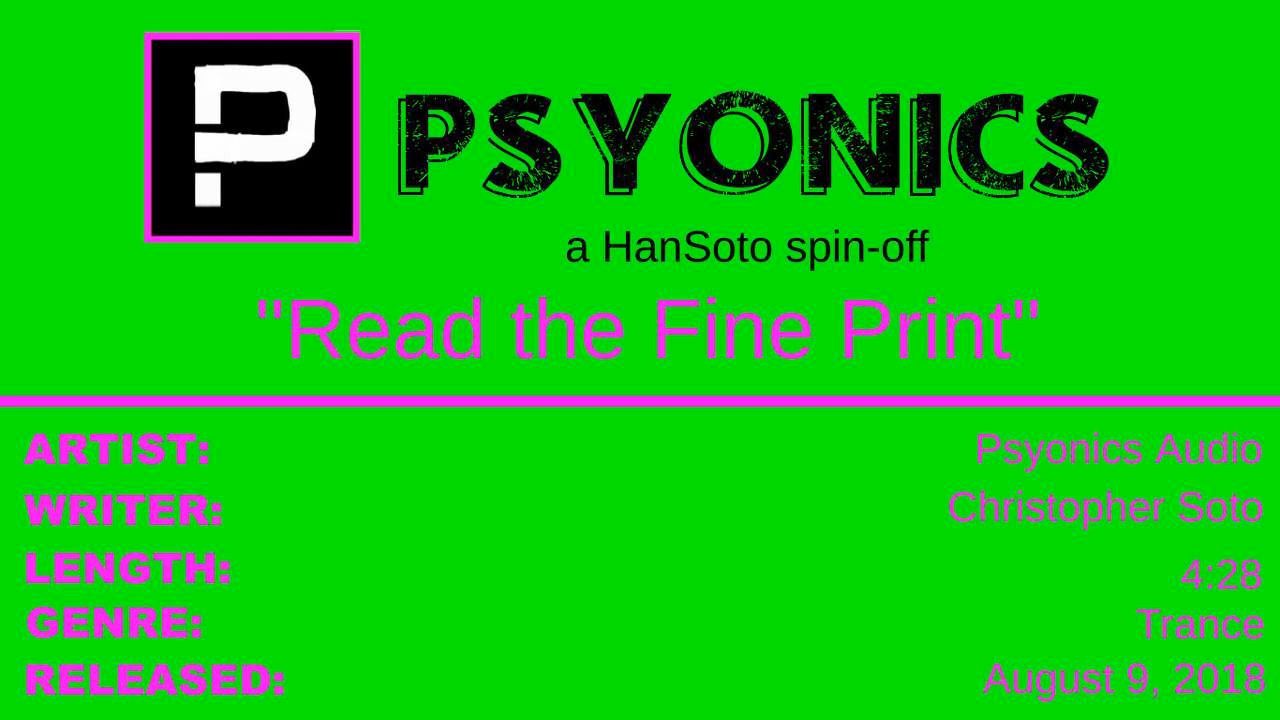 P
PSYONICS
a HanSoto spin-off
"Read the Fine Print"
ARTIST: Psyonics Audio
WRITER: Christopher Soto
LENGTH: 4:28
GENRE: Trance
RELEASED: August 9, 2018